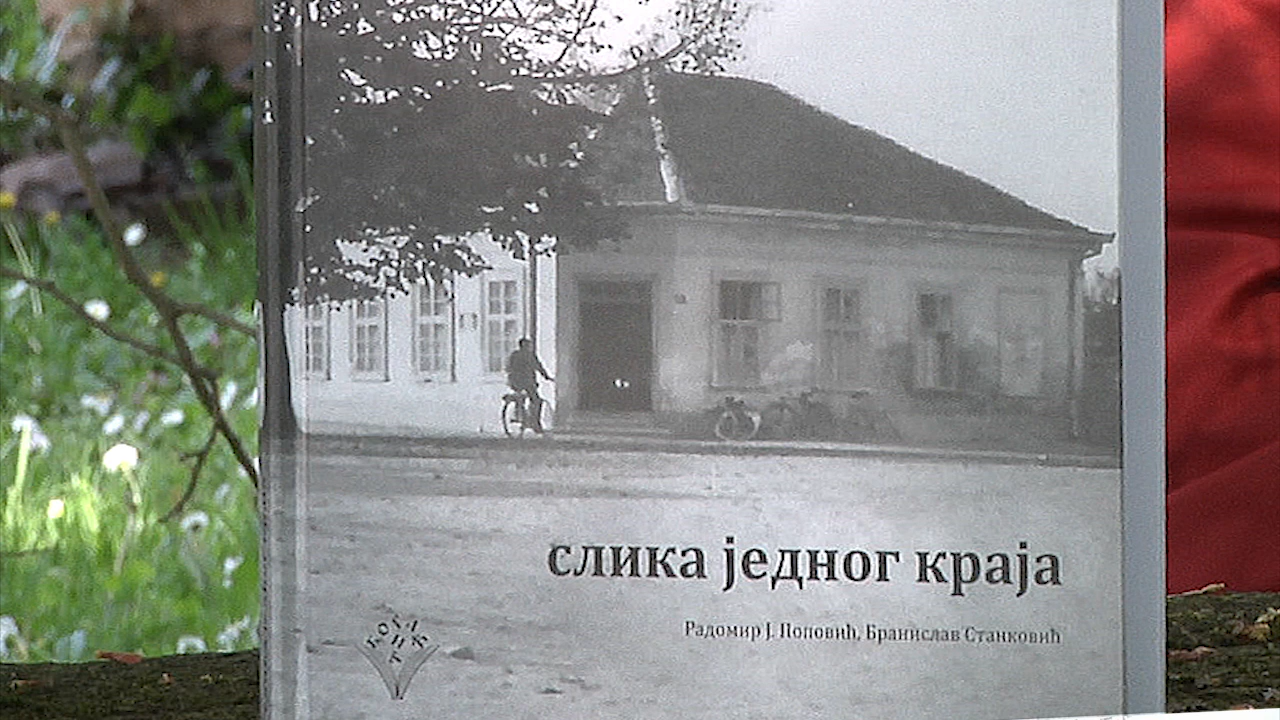 слика једног краја
Радомир Ј. Поповић, Бранислав Станковић